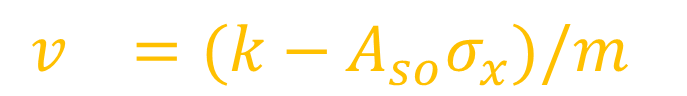 v = (k − A_{so}σ_x)/m